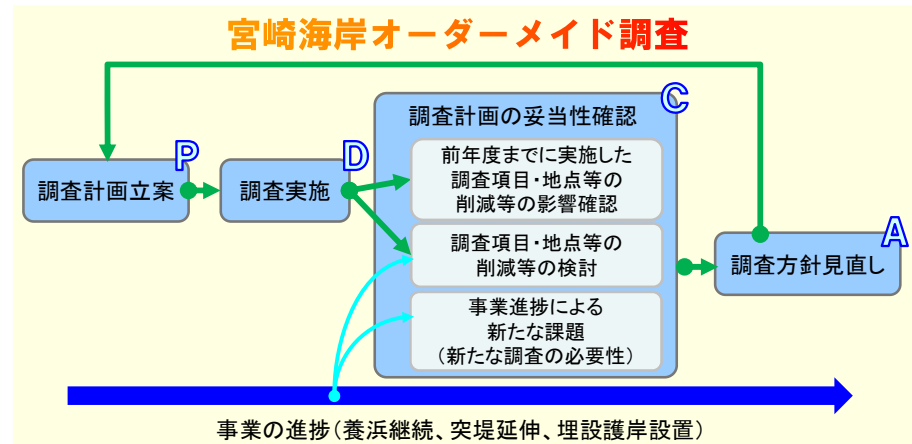 宮崎海岸オーダーメイド調査
P
調査計画立案
D
調査実施
C
調査計画の妥当性確認
前年度までに実施した
調査項目・地点等の
削減等の影響確認
調査項目・地点等の
削減等の検討
事業進捗による
新たな課題
(新たな調査の必要性)
A
調査方針見直し
事業の進捗(養浜継続、突堤延伸、埋設護岸設置)